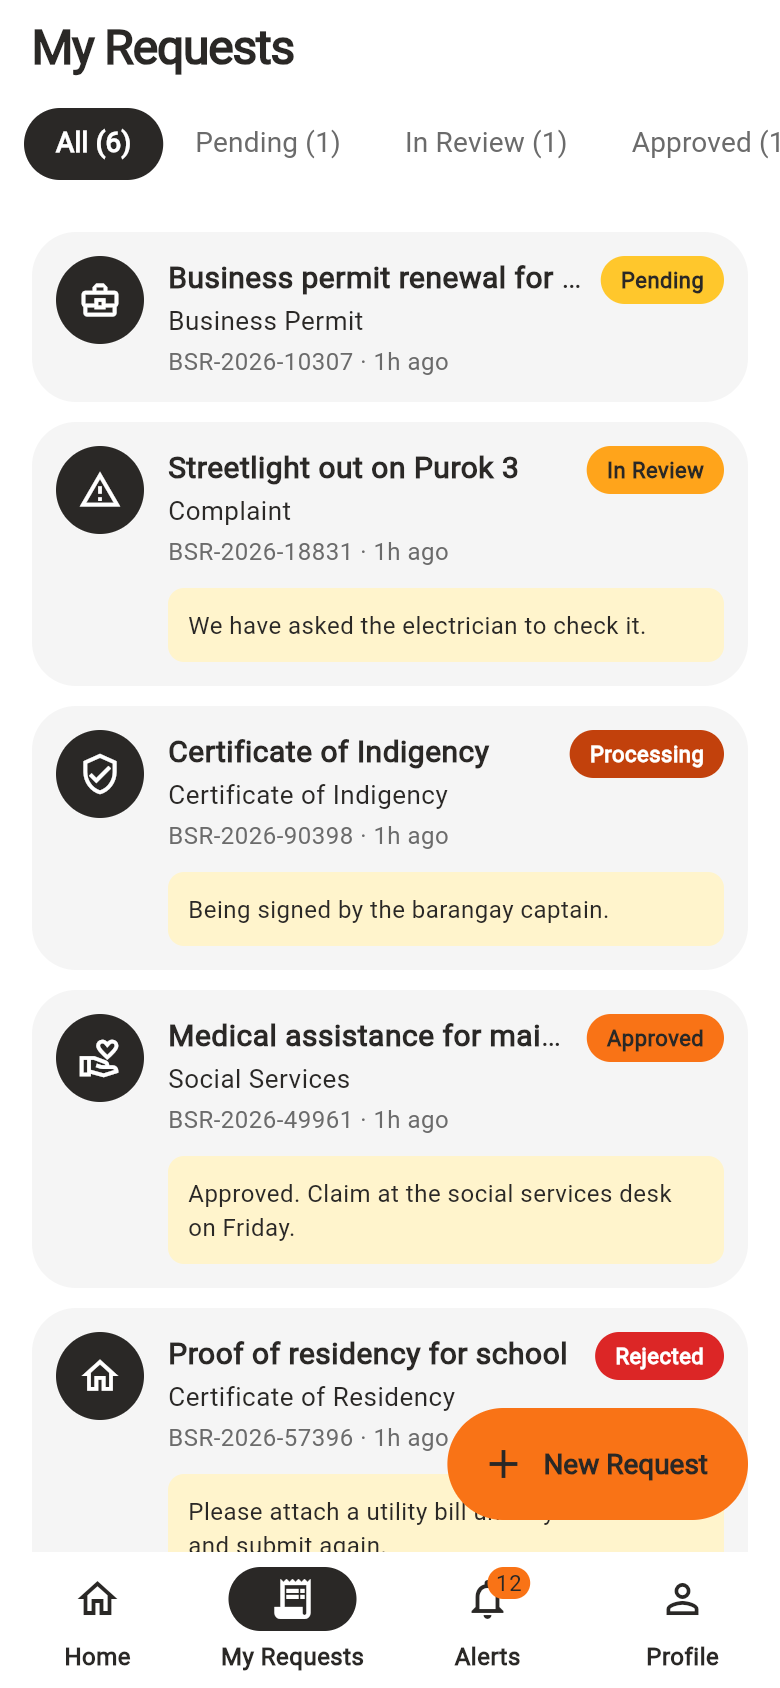 My Requests
All (6)
Pending (1)
In Review (1)
Approved (1
Business permit renewal for ...
Pending
Business Permit
BSR-2026-10307 · 1h ago
Streetlight out on Purok 3
In Review
Complaint
BSR-2026-18831 · 1h ago
We have asked the electrician to check it.
Certificate of Indigency
Processing
Certificate of Indigency
BSR-2026-90398 · 1h ago
Being signed by the barangay captain.
Medical assistance for mai...
Approved
Social Services
BSR-2026-49961 · 1h ago
Approved. Claim at the social services desk
on Friday.
Proof of residency for school
Rejected
Certificate of Residency
BSR-2026-57396 · 1h ago
New Request
Please attach a utility bill
and submit again.
12
Home
My Requests
Alerts
Profile